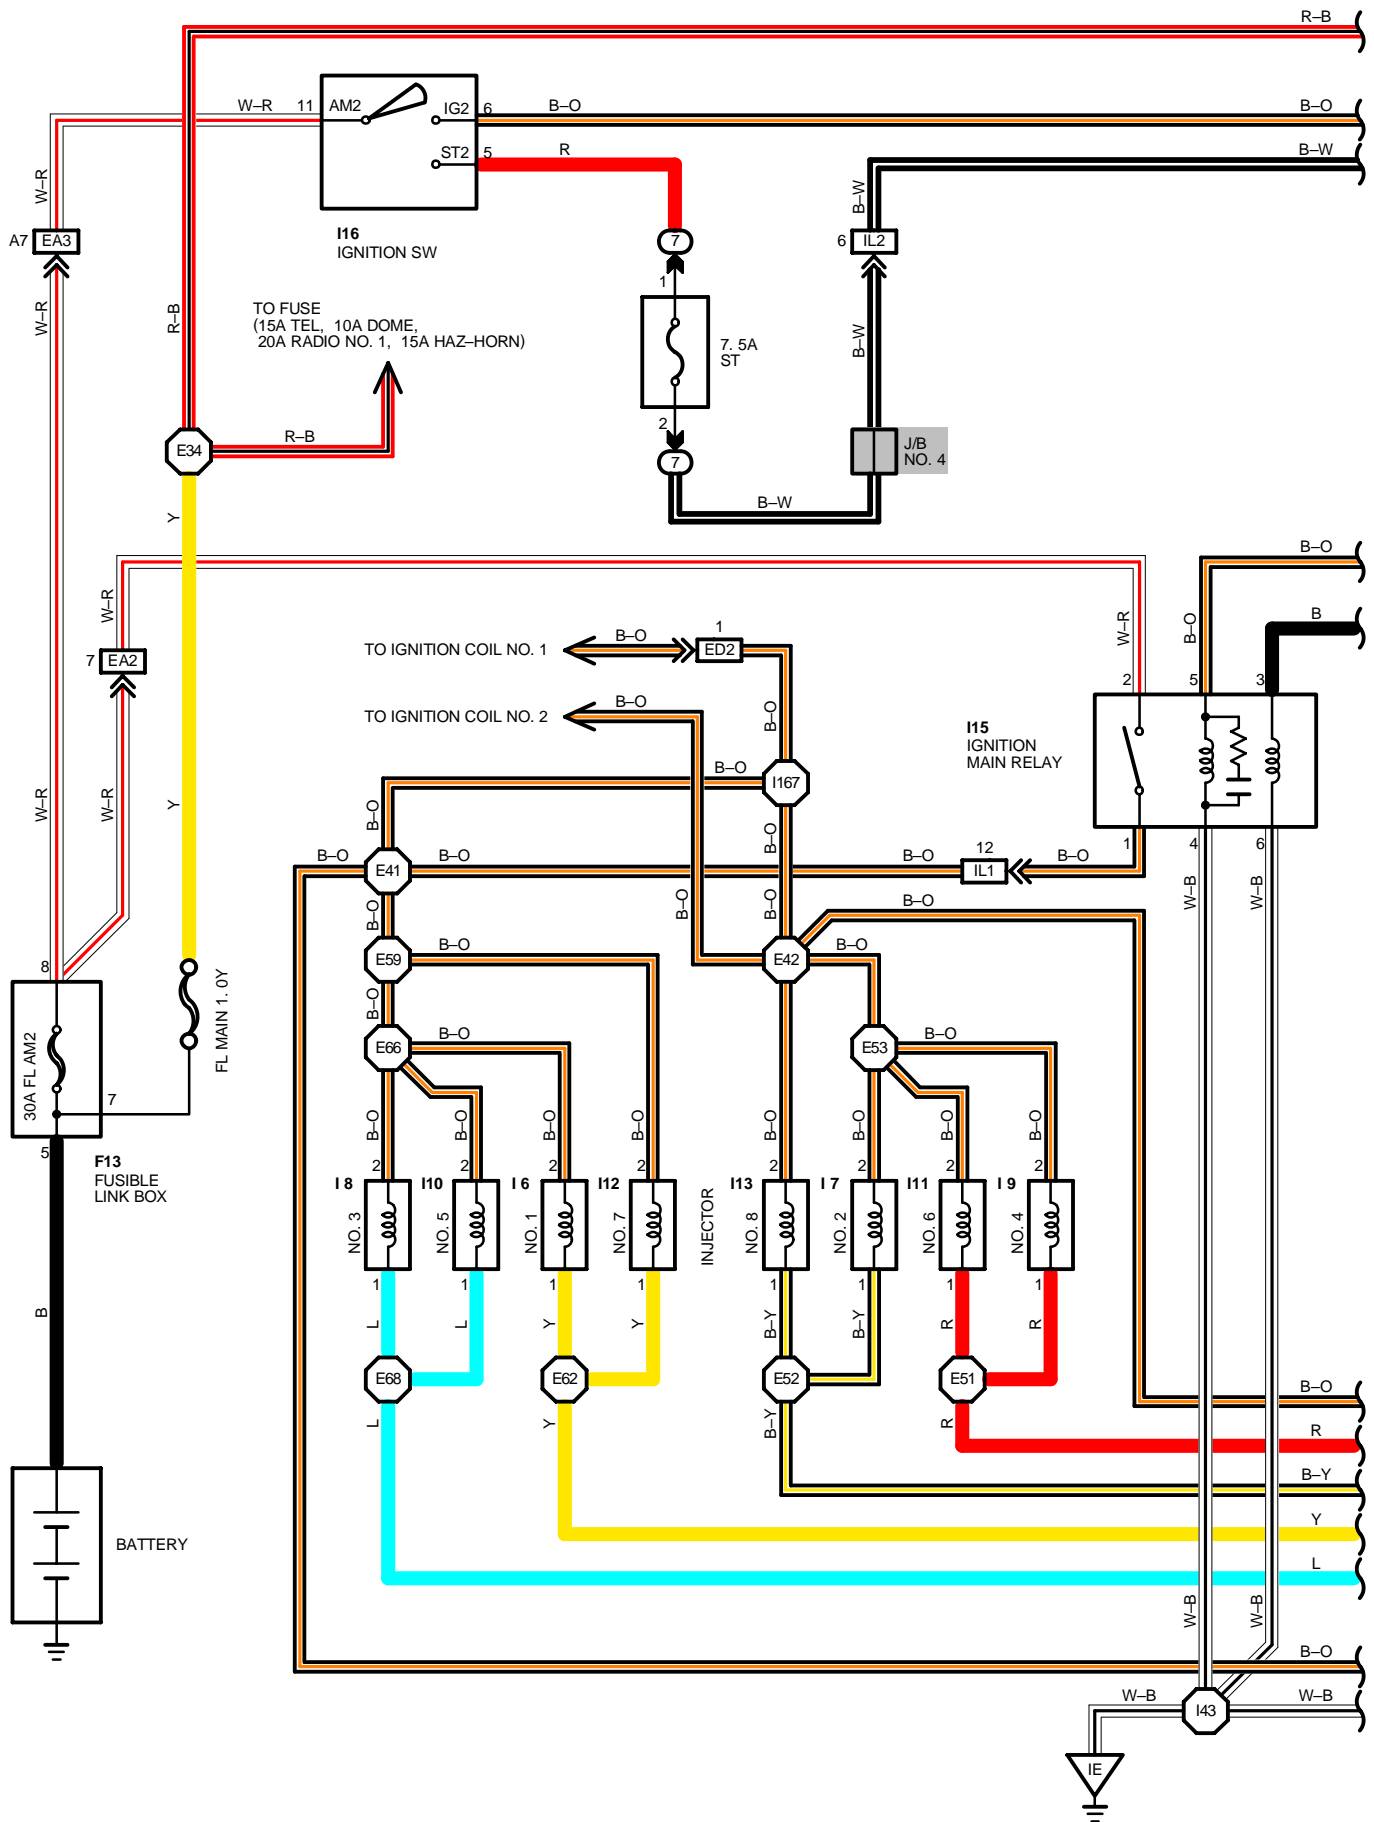 R–B
W–R 11 AM2 IG2 6 B–O B–O
ST2 5 R B–W
W–R
B–W
A7 EA3
I16
IGNITION SW
7
6 IL2
1
W–R
R–B
TO FUSE
(15A TEL, 10A DOME,
20A RADIO NO. 1, 15A HAZ–HORN)
7. 5A
ST
B–W
2
R–B
E34
7
J/B
NO. 4
B–W
Y
B–O
W–R
B
7 EA2
TO IGNITION COIL NO. 1
B–O
1
ED2
W–R
B–O
2 5 3
TO IGNITION COIL NO. 2
B–O
B–O
I15
IGNITION
MAIN RELAY
B–O
I167
W–R
W–R
Y
B–O
B–O
1 4 6
B–O
E41
B–O
B–O
12
IL1
B–O
B–O
B–O
B–O
B–O
W–B
W–B
E59
B–O
E42
B–O
8
B–O
FL MAIN 1. 0Y
30A FL AM2
E66
B–O
E53
B–O
7
B–O
B–O
B–O
B–O
B–O
B–O
B–O
B–O
5
F13
FUSIBLE
LINK BOX
2 2 2 2 2 2 2 2
I 8 I10 I 6 I12 I13 I 7 I11 I 9
NO. 3
NO. 5
NO. 1
NO. 7
INJECTOR
NO. 8
NO. 2
NO. 6
NO. 4
1 1 1 1 1 1 1 1
B
L
L
Y
Y
B–Y
B–Y
R
R
E68
E62
E52
E51
B–O
L
Y
B–Y
R
R
B–Y
BATTERY
Y
L
W–B
W–B
B–O
W–B
I43
W–B
IE